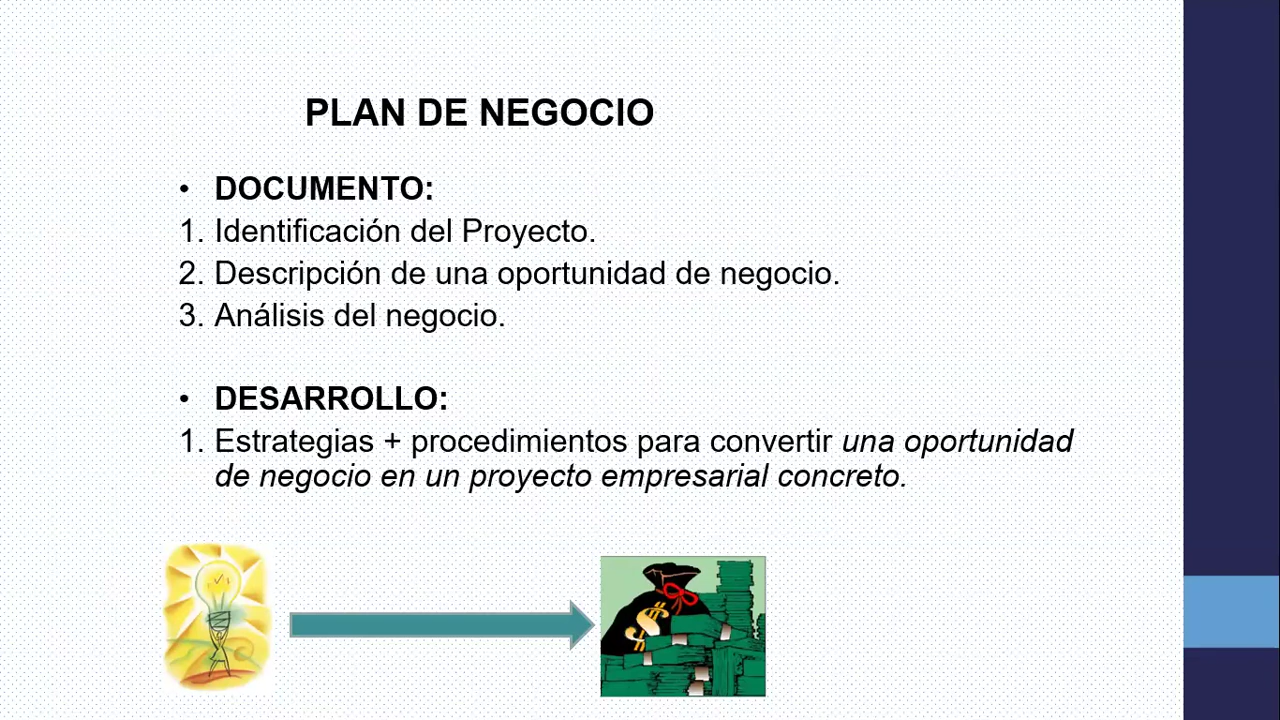 PLAN DE NEGOCIO
• DOCUMENTO:
1. Identificación del Proyecto.
2. Descripción de una oportunidad de negocio.
3. Análisis del negocio.
• DESARROLLO:
1. Estrategias + procedimientos para convertir una oportunidad
de negocio en un proyecto empresarial concreto.
$